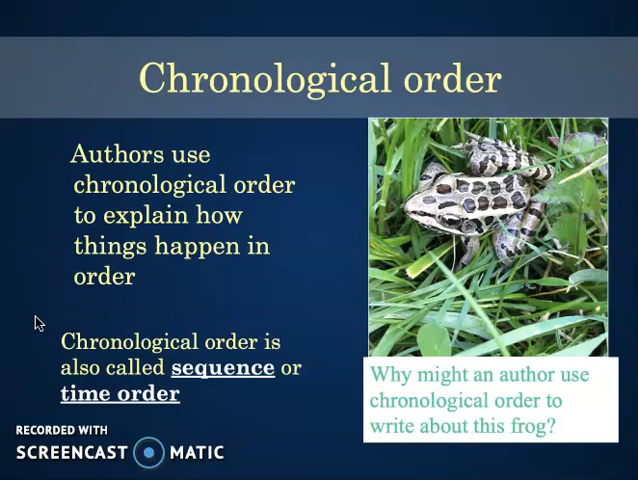 Chronological order
Authors use
chronological order
to explain how
things happen in
order
Chronological order is
also called sequence or
time order
Why might an author use
chronological order to
write about this frog?
RECORDED WITH
SCREENCAST MATIC